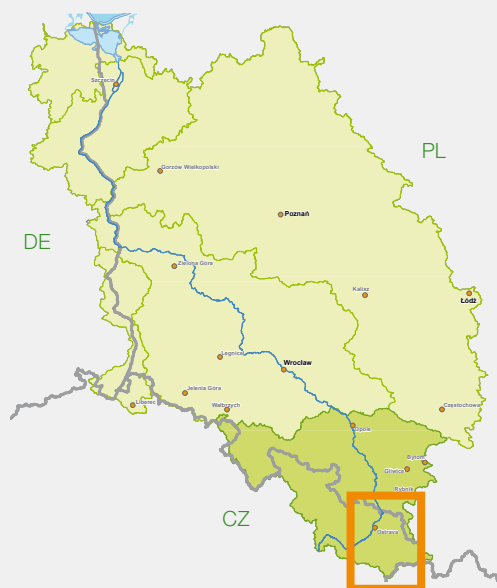 Szczecin
PL
Gorzów Wielkopolski
Poznań
DE
Zielona Góra
Kalisz
Łódź
Legnica
Wrocław
Jelenia Góra
Liberec
Wałbrzych
Częstochowa
Opole
Bytom
Gliwice
Rybnik
CZ
Ostrava